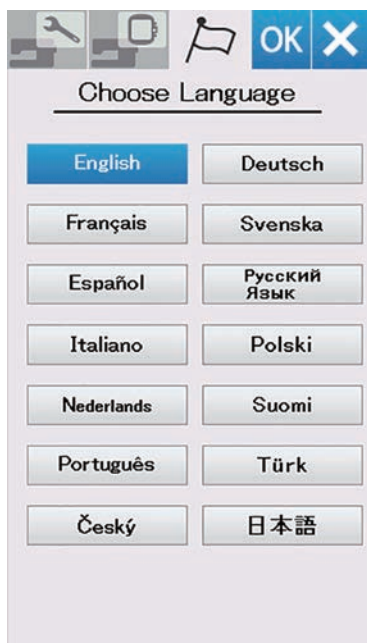 OK
Choose Language
English
Deutsch
Français
Svenska
Español
Русский
Язык
Italiano
Polski
Nederlands
Suomi
Português
Türk
Český
日本語